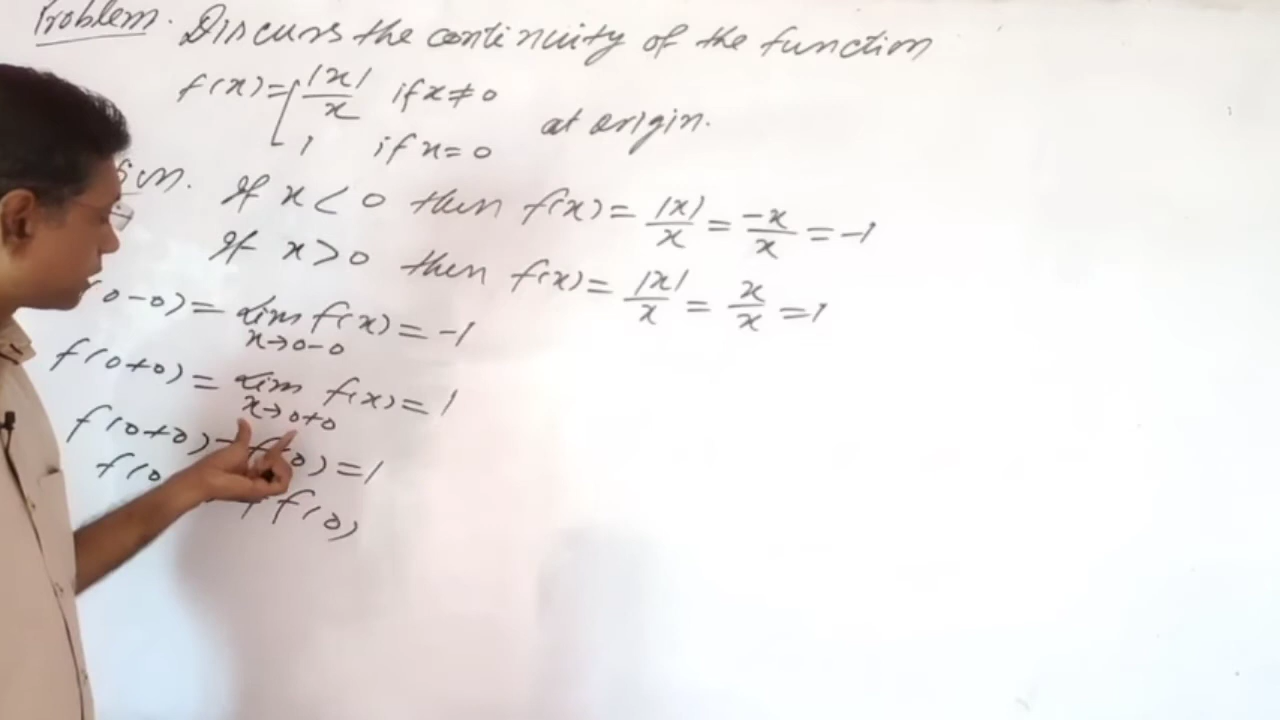 Problem. Discuss the continuity of the function
f(x)= |x|/x if x≠0
1 if x=0 at origin.
If x<0 then f(x)= |x|/x = -x/x = -1
If x>0 then f(x)= |x|/x = x/x =1
(0-0)= lim x→0-0 f(x) = -1
f(0+0)= lim x→0+0 f(x)= 1
f(0+0)= f(0)=1
f(0 ≠ f(0)